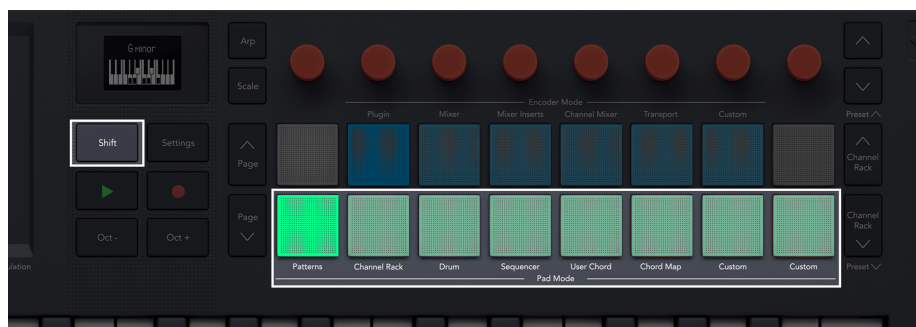 G minor
Arp
Scale
Encoder Mode
Plugin Mixer Mixer Inserts Channel Mixer Transport Custom
Preset
Shift Settings
Page
Channel Rack
Page
Channel Rack
Oct - Oct +
Preset
Patterns Channel Rack Drum Sequencer User Chord Chord Map Custom Custom
Pad Mode